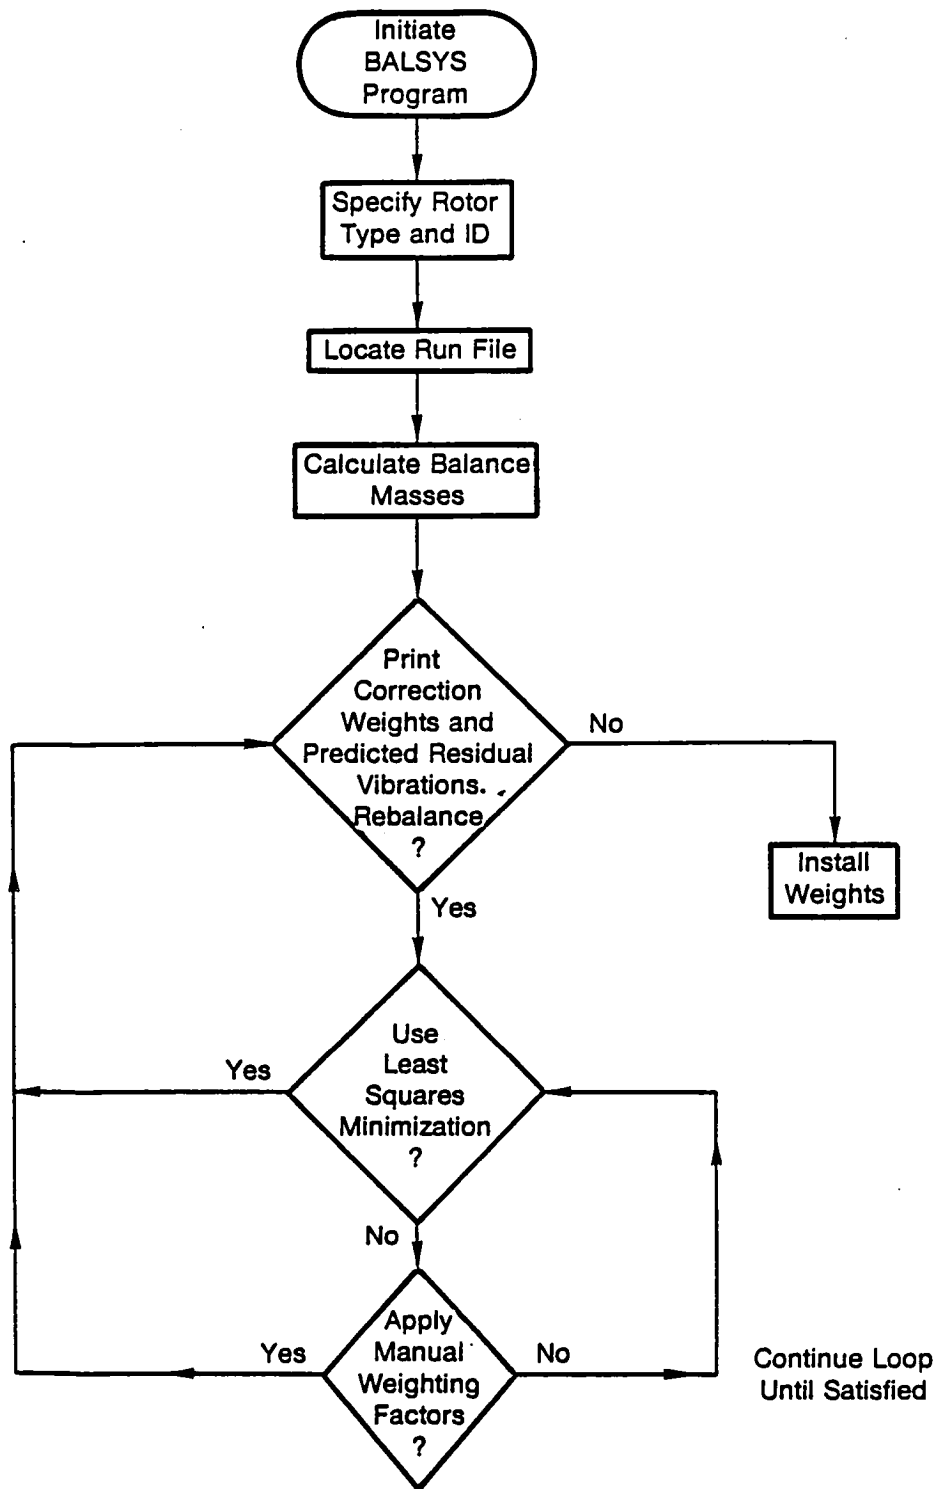 Initiate
BALSYS
Program
Specify Rotor
Type and ID
Locate Run File
Calculate Balance
Masses
Print
Correction
Weights and
Predicted Residual
Vibrations.
Rebalance
?
No
Install
Weights
Yes
Use
Least
Squares
Minimization
?
Yes
No
Apply
Manual
Weighting
Factors
?
Yes
No
Continue Loop
Until Satisfied